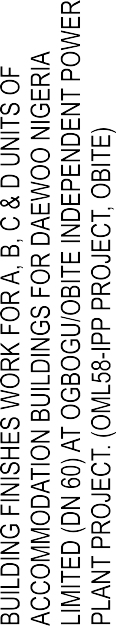 BUILDING FINISHES WORK FOR A, B, C & D UNITS OF
ACCOMMODATION BUILDINGS FOR DAEWOO NIGERIA
LIMITED (DN 60) AT OGBOGU/OBITE INDEPENDENT POWER
PLANT PROJECT. (OML58-IPP PROJECT, OBITE)